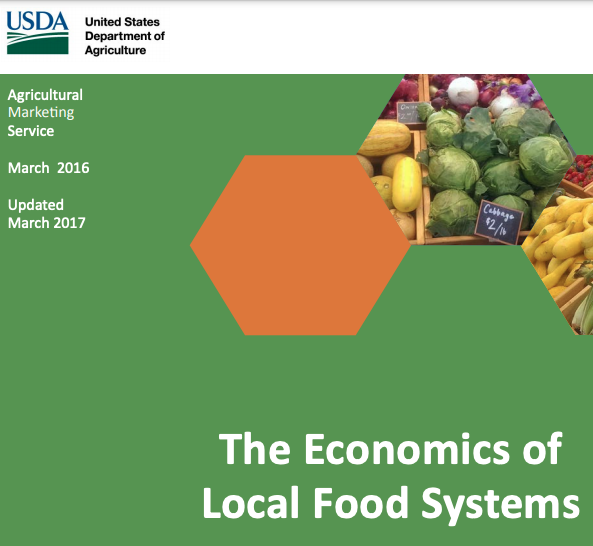 USDA
United States
Department of
Agriculture
Agricultural
Marketing
Service
March 2016
Updated
March 2017
Cabbage
$2/lb
The Economics of
Local Food Systems